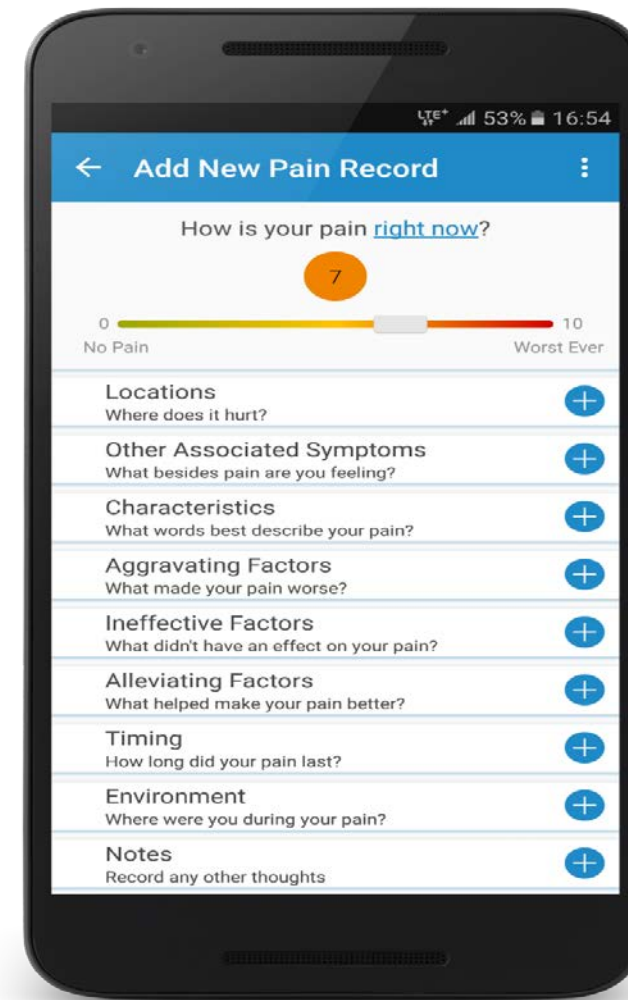 LTE+ 53% 16:54
Add New Pain Record
How is your pain right now?
7
0 10
No Pain Worst Ever
Locations
Where does it hurt?
Other Associated Symptoms
What besides pain are you feeling?
Characteristics
What words best describe your pain?
Aggravating Factors
What made your pain worse?
Ineffective Factors
What didn't have an effect on your pain?
Alleviating Factors
What helped make your pain better?
Timing
How long did your pain last?
Environment
Where were you during your pain?
Notes
Record any other thoughts